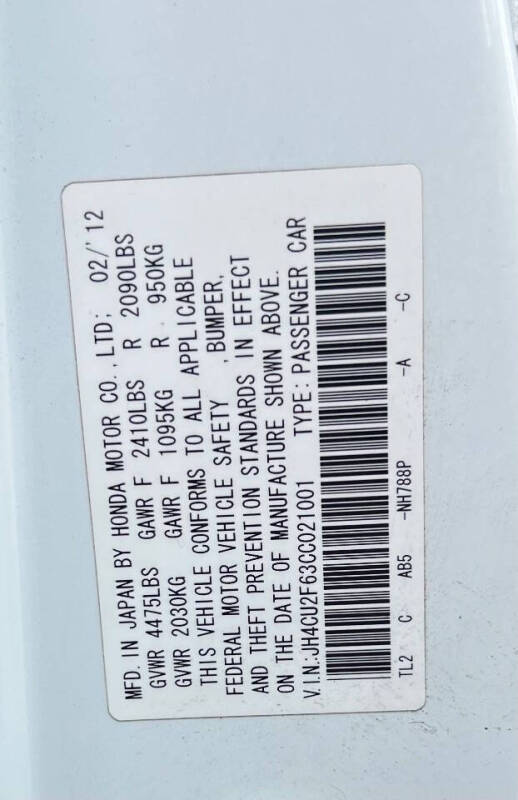 MFD. IN JAPAN BY HONDA MOTOR CO.,LTD; 02/'12
GVWR 4475LBS GAWR F 2410LBS R 2090LBS
GVWR 2030KG GAWR F 1095KG R 950KG
THIS VEHICLE CONFORMS TO ALL APPLICABLE
FEDERAL MOTOR VEHICLE SAFETY ,BUMPER,
AND THEFT PREVENTION STANDARDS IN EFFECT
ON THE DATE OF MANUFACTURE SHOWN ABOVE.
V.I.N.:JH4CU2F63CC021001 TYPE:PASSENGER CAR
TL2 C AB5 -NH788P -A -C